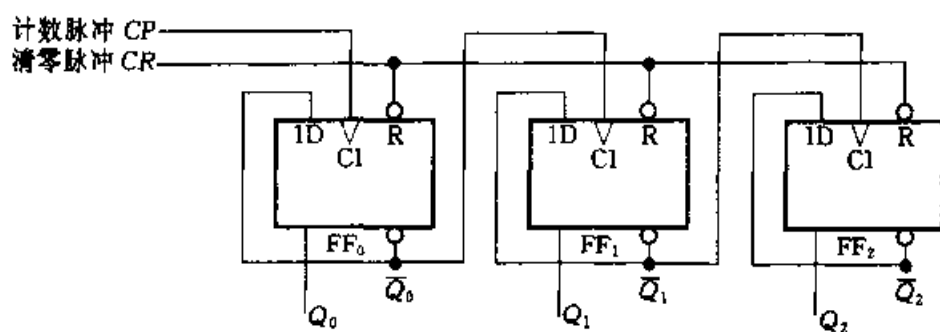 计数脉冲 CP
清零脉冲 CR
1D C1 R 1D C1 R 1D C1 R
FF₀ FF₁ FF₂
Q₀ Q̅₀ Q₁ Q̅₁ Q₂ Q̅₂